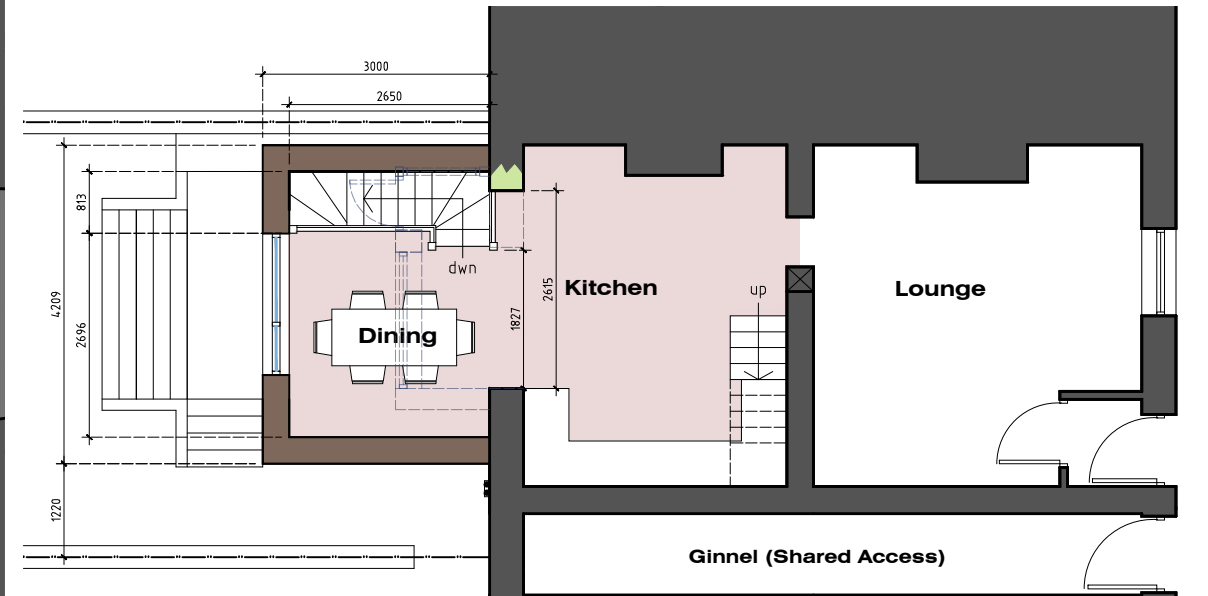 3000
2650
813
4209
2696
1220
dwn
Dining
1827
2615
Kitchen
up
Lounge
Ginnel (Shared Access)